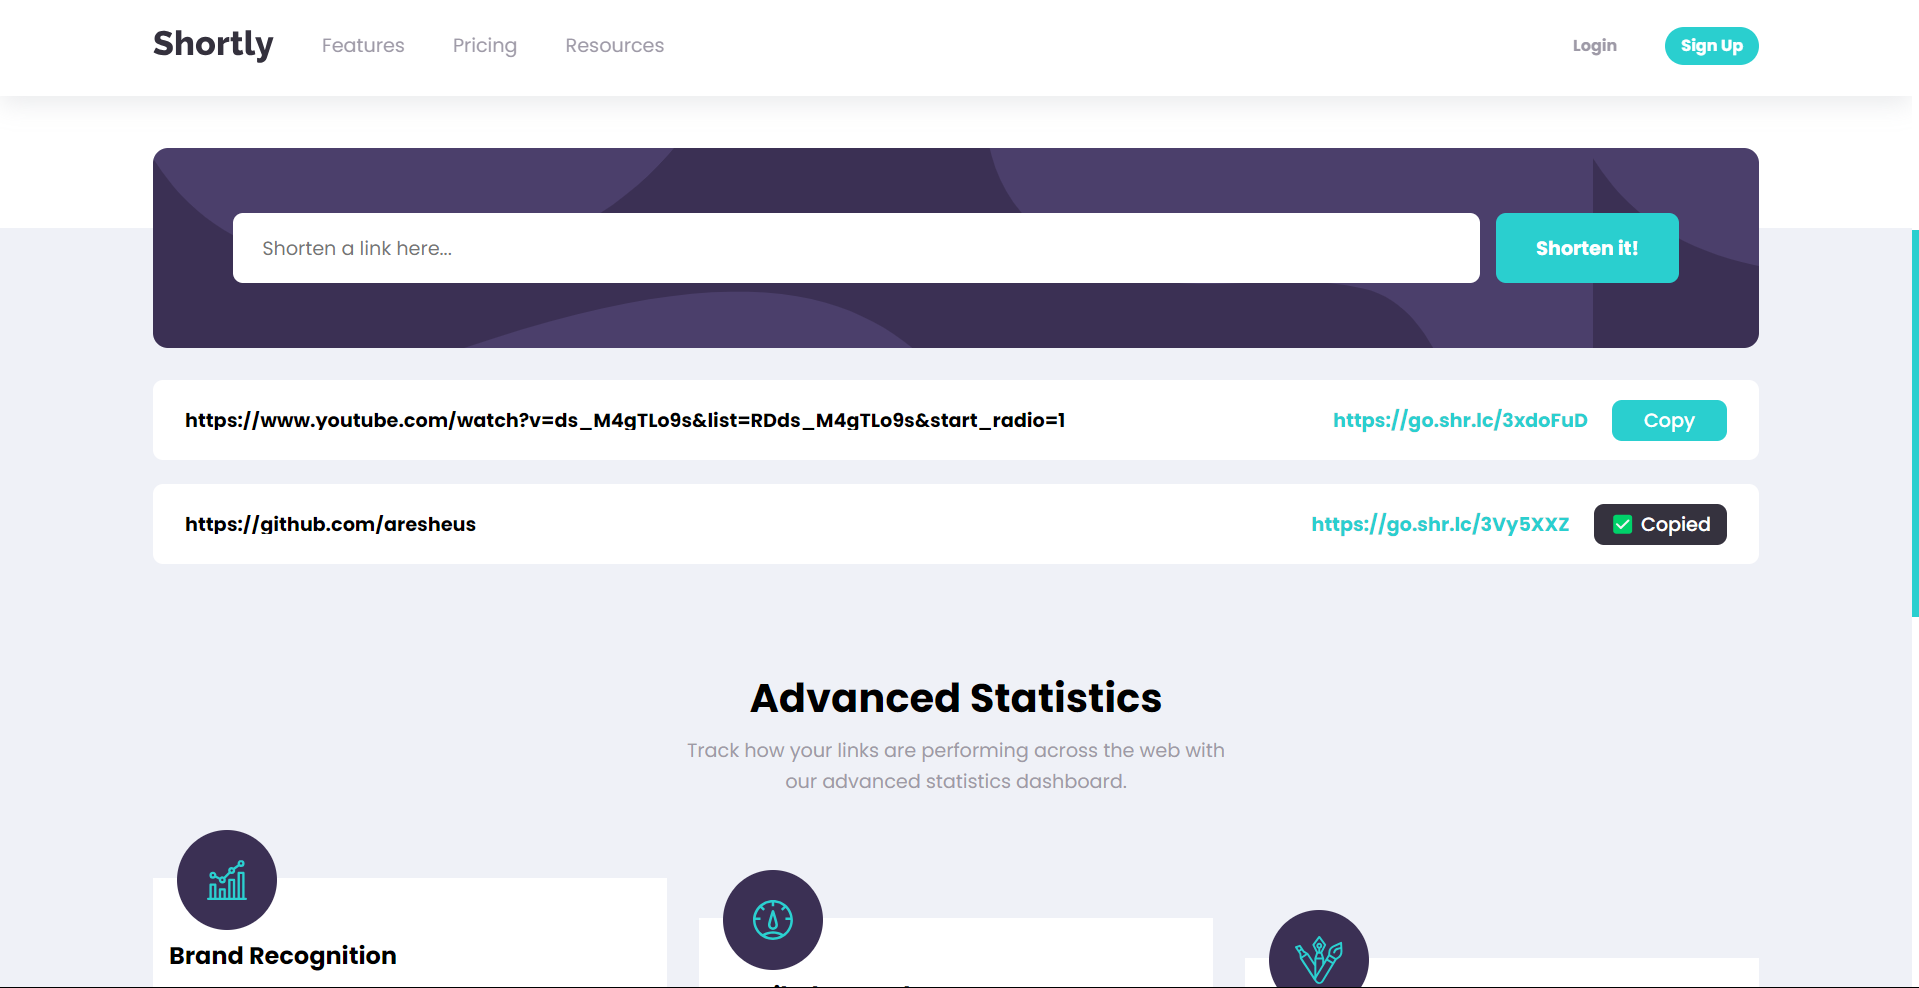 Shortly Features Pricing Resources Login Sign Up
Shorten a link here... Shorten it!
https://www.youtube.com/watch?v=ds_M4gTLo9s&list=RDds_M4gTLo9s&start_radio=1 https://go.shr.lc/3xdoFuD Copy
https://github.com/aresheus https://go.shr.lc/3Vy5XXZ ✅ Copied
Advanced Statistics
Track how your links are performing across the web with
our advanced statistics dashboard.
Brand Recognition